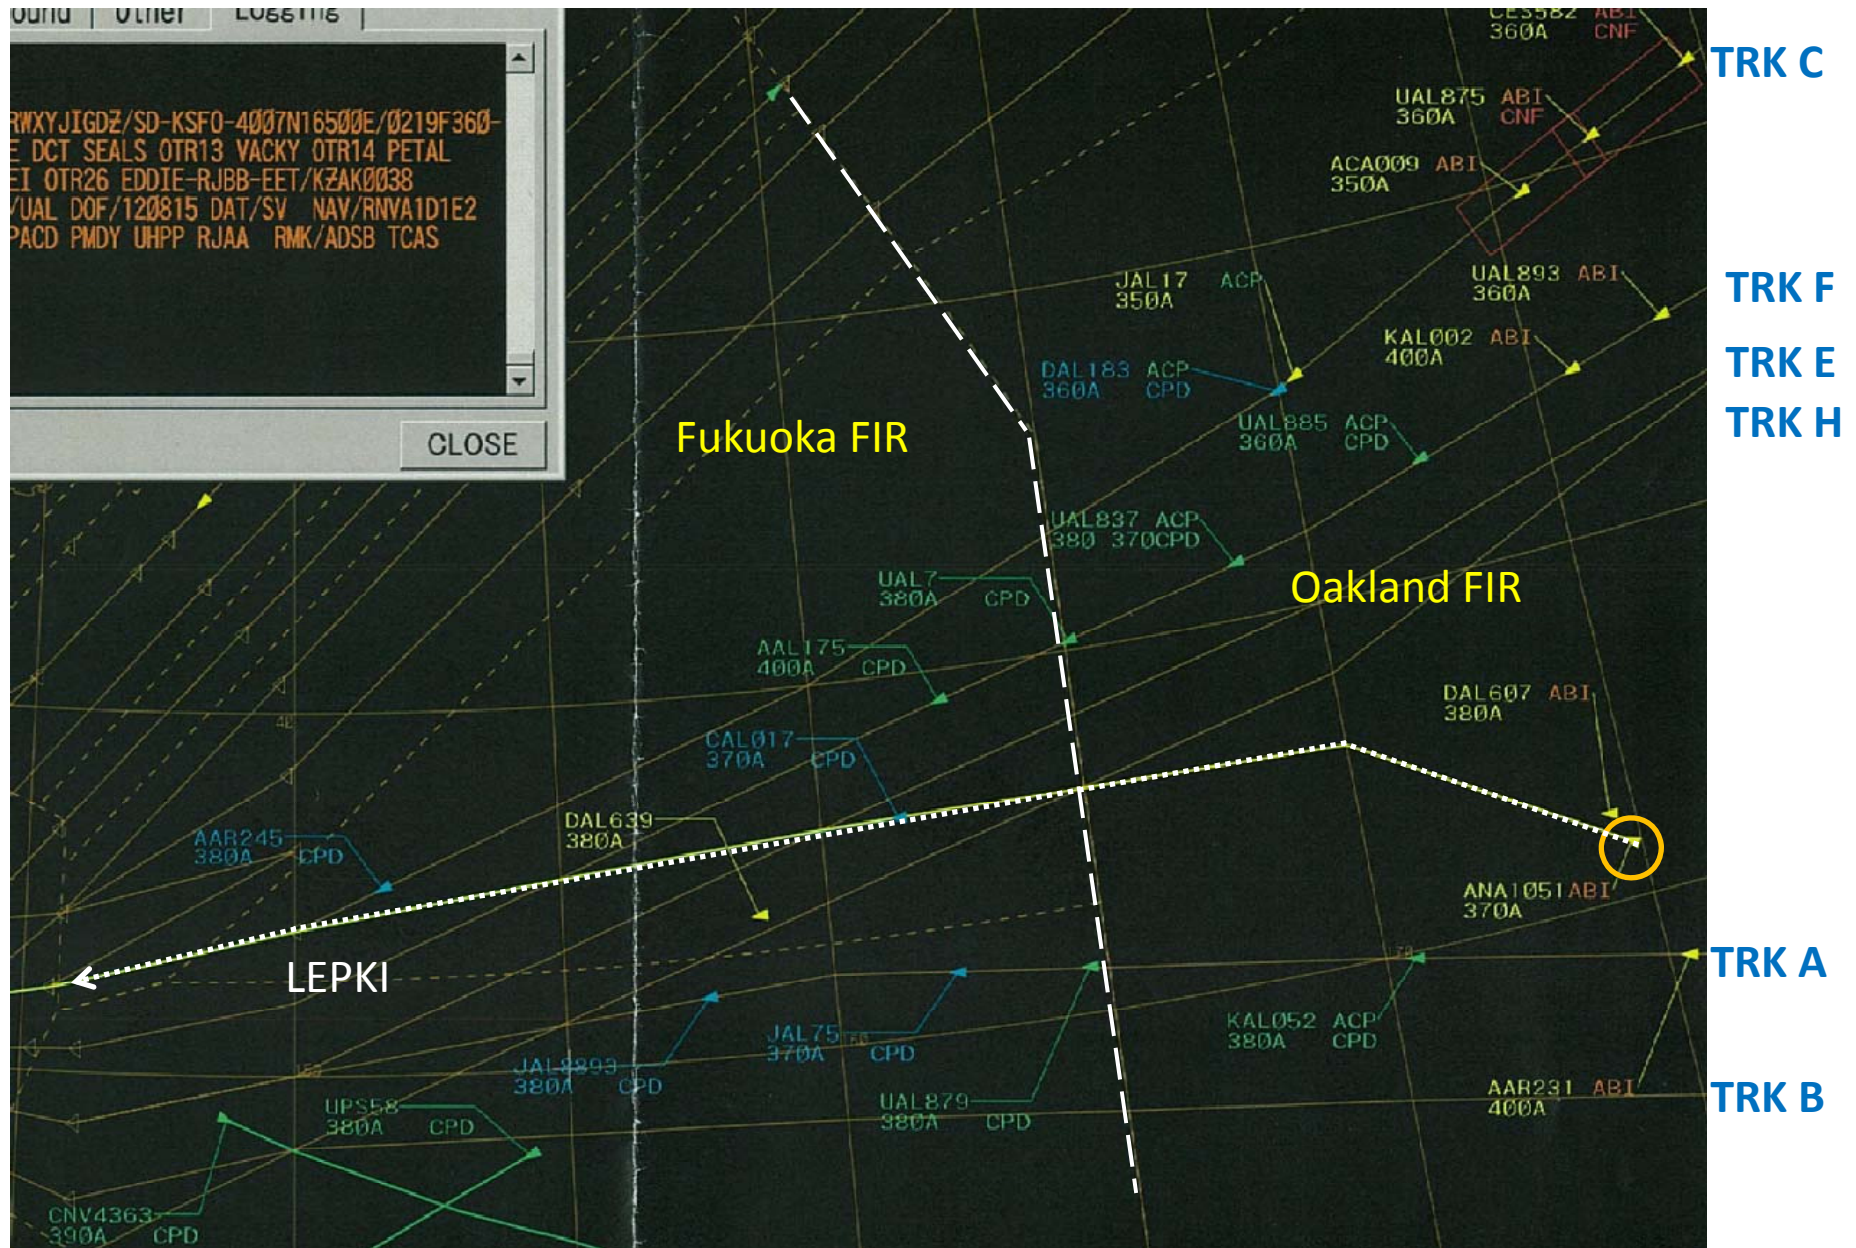 Other Logging
RWXYJIGDZ/SD-KSFO-4007N16500E/0219F360-
E DCT SEALS OTR13 VACKY OTR14 PETAL
EI OTR26 EDDIE-RJBB-EET/KZAK0038
/UAL DOF/120815 DAT/SV NAV/RNVA1D1E2
PACD PMDY UHPP RJAA RMK/ADSB TCAS
CLOSE
CES582 ABI
360A CNF
TRK C
UAL875 ABI
360A CNF
ACA009 ABI
350A
JAL17 ACP
350A
UAL893 ABI
360A
TRK F
KAL002 ABI
400A
TRK E
DAL183 ACP
360A CPD
TRK H
Fukuoka FIR
UAL885 ACP
360A CPD
UAL837 ACP
380 370CPD
Oakland FIR
UAL7
380A CPD
AAL175
400A CPD
DAL607 ABI
380A
40
CAL017
370A CPD
DAL639
380A
AAR245
380A CPD
ANA1051ABI
370A
LEPKI
TRK A
KAL052 ACP
380A CPD
JAL75
370A CPD
JAL8893
380A CPD
AAR231 ABI
400A
TRK B
UAL879
380A CPD
UPS58
380A CPD
CNV4363
390A CPD